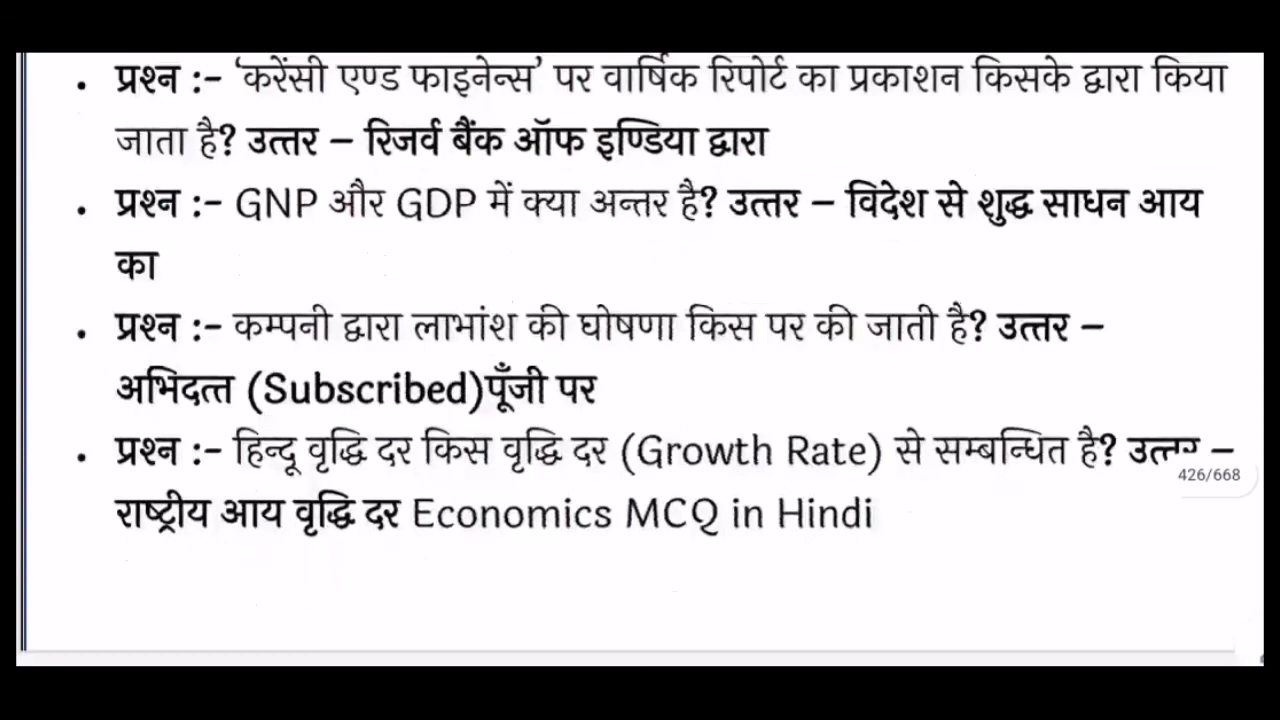 • प्रश्न :- 'करेंसी एण्ड फाइनेन्स' पर वार्षिक रिपोर्ट का प्रकाशन किसके द्वारा किया
जाता है? उत्तर – रिजर्व बैंक ऑफ इण्डिया द्वारा
• प्रश्न :- GNP और GDP में क्या अन्तर है? उत्तर – विदेश से शुद्ध साधन आय
का
• प्रश्न :- कम्पनी द्वारा लाभांश की घोषणा किस पर की जाती है? उत्तर –
अभिदत्त (Subscribed)पूँजी पर
• प्रश्न :- हिन्दू वृद्धि दर किस वृद्धि दर (Growth Rate) से सम्बन्धित है? उत्तर –
426/668
राष्ट्रीय आय वृद्धि दर Economics MCQ in Hindi